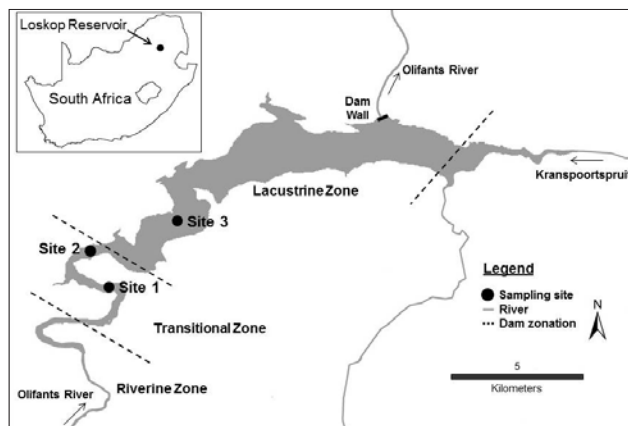 Loskop Reservoir
South Africa
Olifants River
Dam
Wall
Kranspoortspruit
Lacustrine Zone
Site 3
Site 2
Site 1
Transitional Zone
Riverine Zone
Olifants River
Legend
Sampling site
River
Dam zonation
N
5
Kilometers